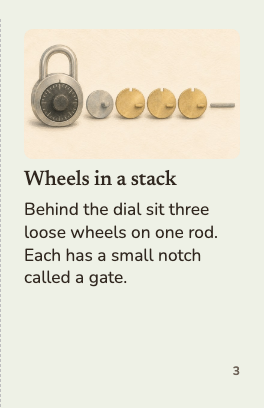 Wheels in a stack
Behind the dial sit three
loose wheels on one rod.
Each has a small notch
called a gate.
3